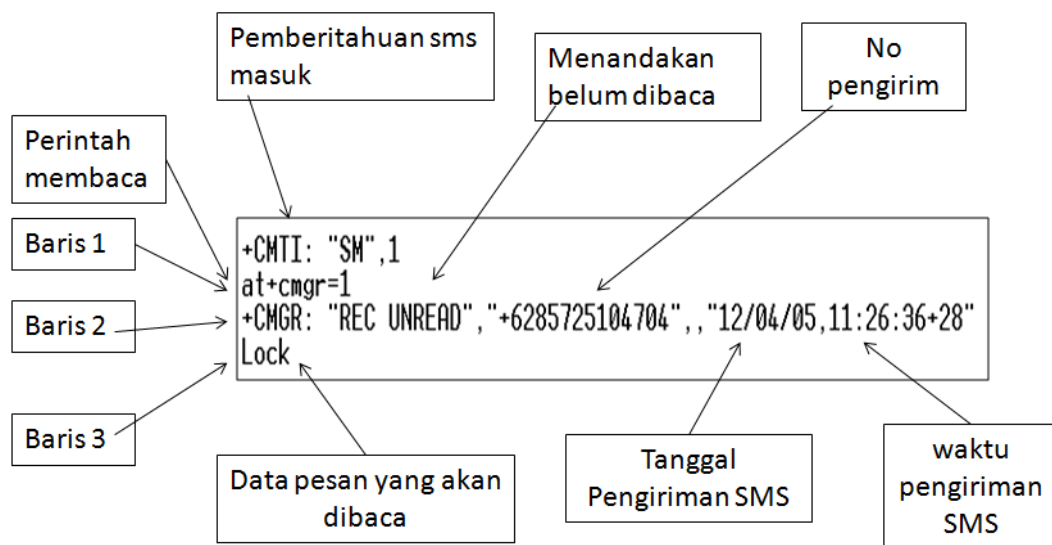 Pemberitahuan sms
masuk
Menandakan
belum dibaca
No
pengirim
Perintah
membaca
Baris 1
Baris 2
Baris 3
+CMTI: "SM",1
at+cmgr=1
+CMGR: "REC UNREAD","+6285725104704",,"12/04/05,11:26:36+28"
Lock
Data pesan yang akan
dibaca
Tanggal
Pengiriman SMS
waktu
pengiriman
SMS